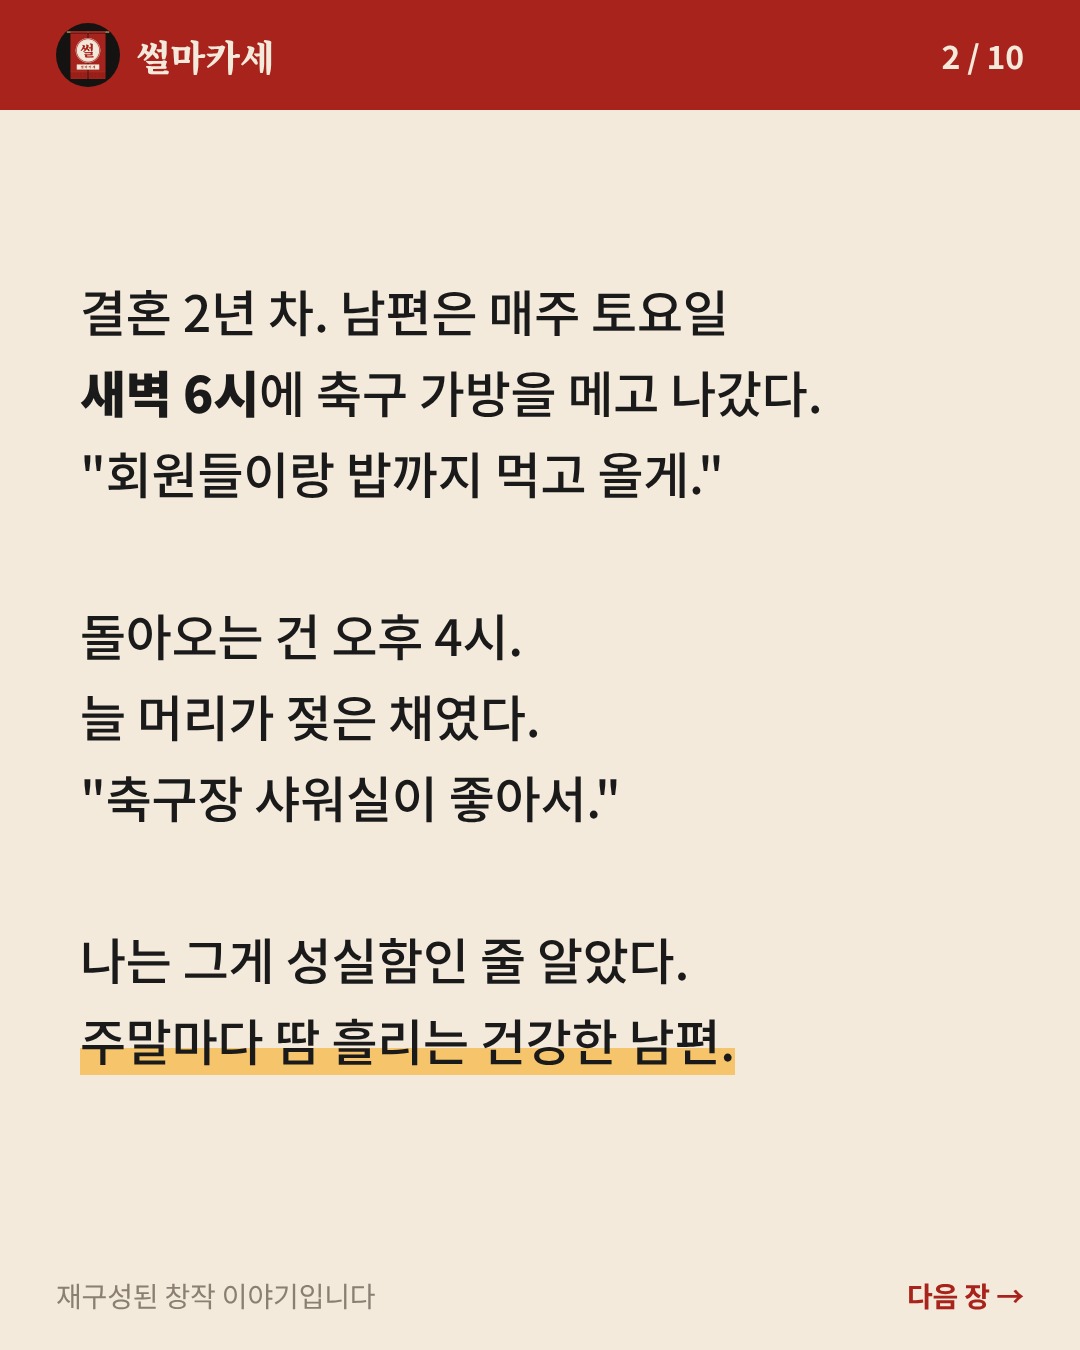 썰
썰마카세
2 / 10
결혼 2년 차. 남편은 매주 토요일
새벽 6시에 축구 가방을 메고 나갔다.
"회원들이랑 밥까지 먹고 올게."
돌아오는 건 오후 4시.
늘 머리가 젖은 채였다.
"축구장 샤워실이 좋아서."
나는 그게 성실함인 줄 알았다.
주말마다 땀 흘리는 건강한 남편.
재구성된 창작 이야기입니다
다음 장 →